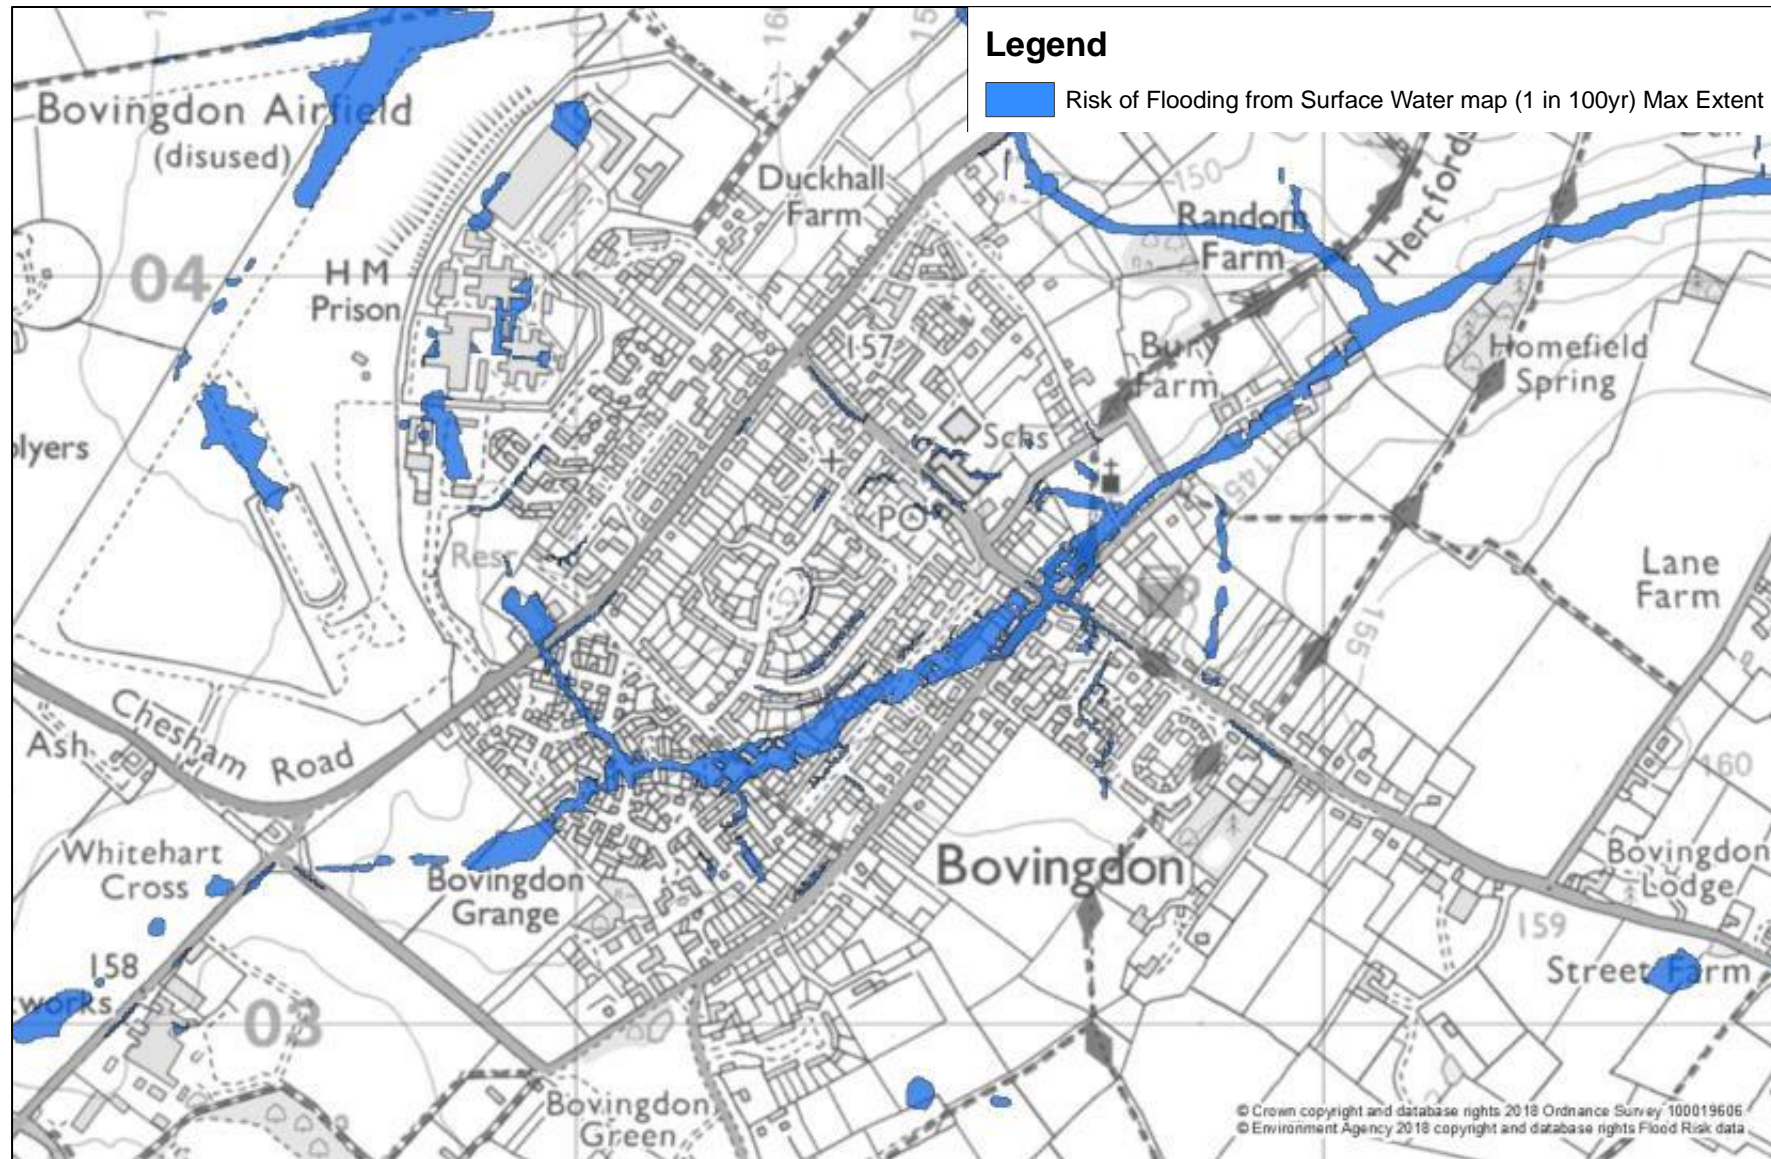 Legend
Risk of Flooding from Surface Water map (1 in 100yr) Max Extent
Bovingdon Airfield
(disused)
Duckhall
Farm
150
Random
Farm
04
H M
Prison
157
Bury
Farm
Homefield
Spring
Schs
145
PO
Resr
Lane
Farm
155
Chesham Road
Ash
160
Whitehart
Cross
Bovingdon
Grange
Bovingdon
Bovingdon
Lodge
159
158
Street Farm
03
Bovingdon
Green
© Crown copyright and database rights 2018 Ordnance Survey 100019606
© Environment Agency 2018 copyright and database rights Flood Risk data